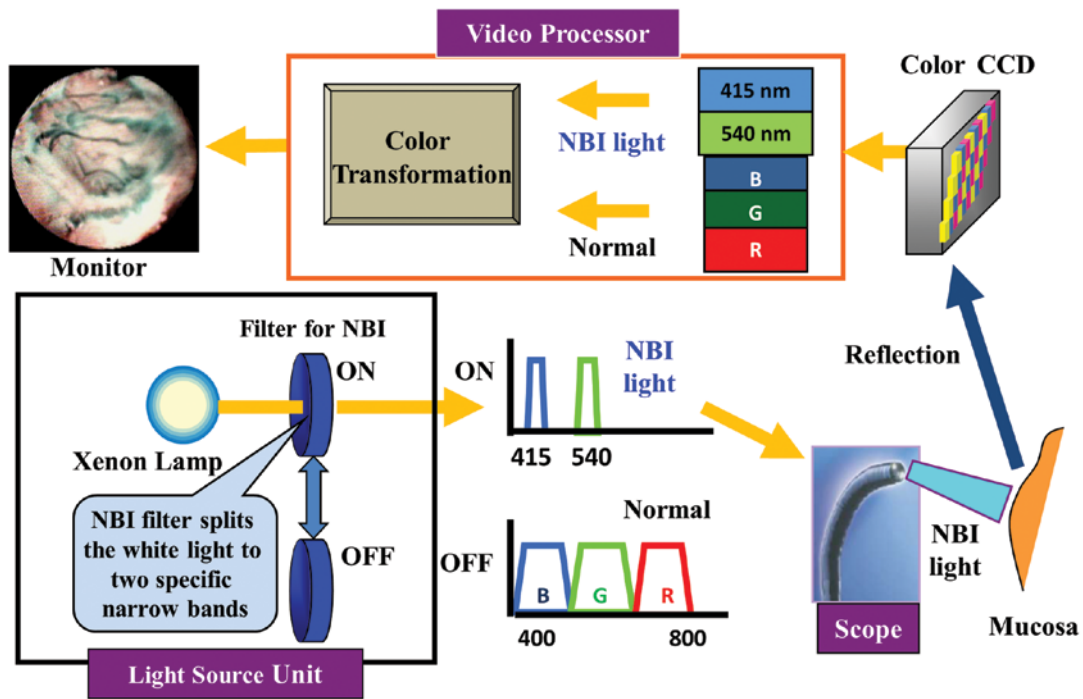 Video Processor
Color CCD
415 nm
540 nm
B
G
R
NBI light
Normal
Color
Transformation
Monitor
Filter for NBI
ON
Xenon Lamp
NBI filter splits
the white light to
two specific
narrow bands
OFF
Light Source Unit
ON
NBI
light
415
540
Normal
OFF
B
G
R
400
800
Reflection
NBI
light
Scope
Mucosa